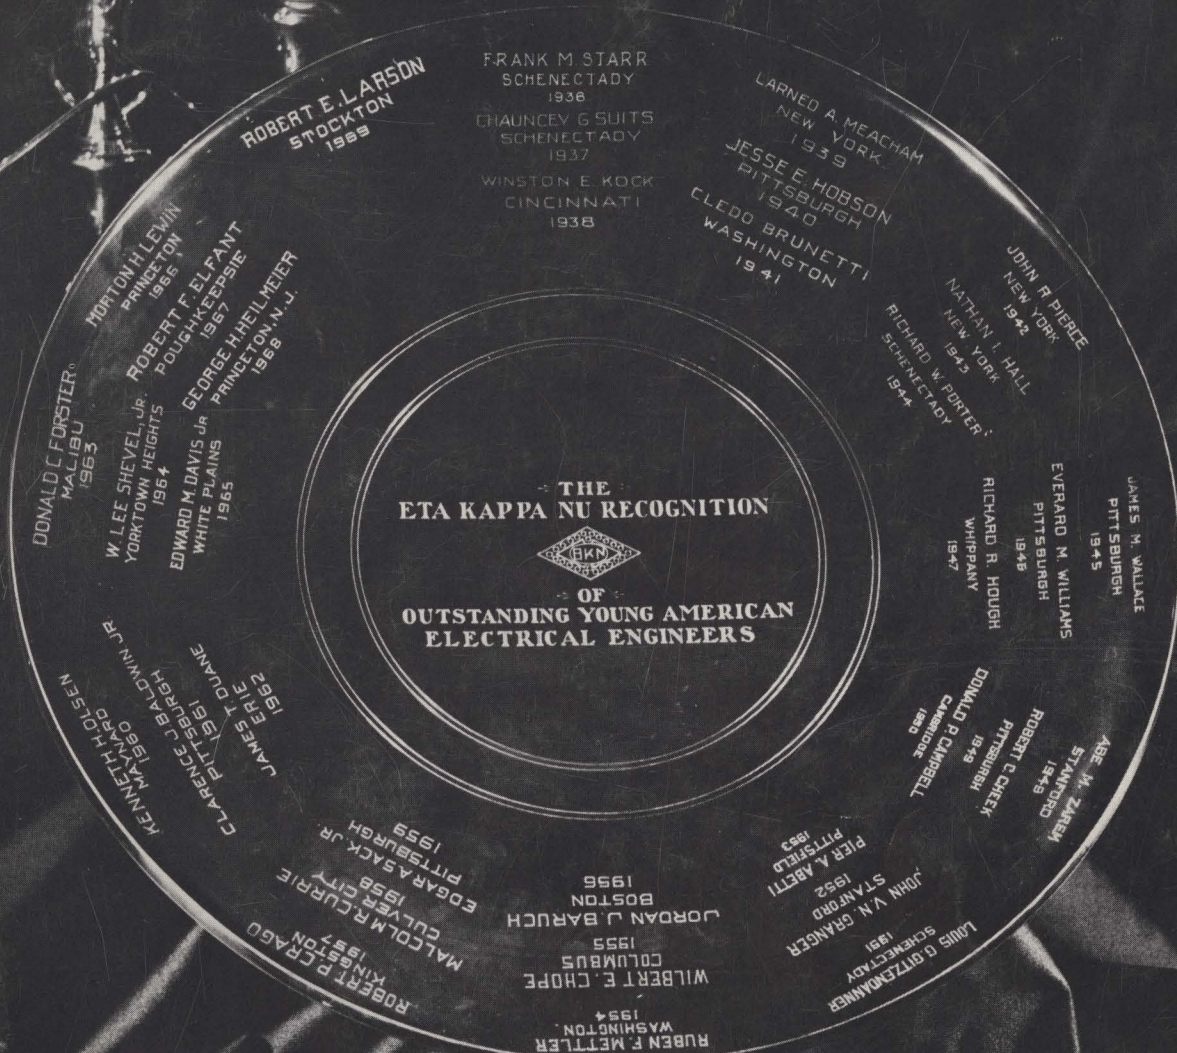 THE
ETA KAPPA NU RECOGNITION
HKN
OF
OUTSTANDING YOUNG AMERICAN
ELECTRICAL ENGINEERS
FRANK M. STARR
SCHENECTADY
1936
CHAUNCEY G SUITS
SCHENECTADY
1937
WINSTON E. KOCK
CINCINNATI
1938
LARNED A. MEACHAM
NEW YORK
1939
JESSE E. HOBSON
PITTSBURGH
1940
CLEDO BRUNETTI
WASHINGTON
1941
JOHN R PIERCE
NEW YORK
1942
NATHAN I. HALL
NEW YORK
1943
RICHARD W. PORTER
SCHENECTADY
1944
JAMES M. WALLACE
PITTSBURGH
1945
EVERARD M. WILLIAMS
PITTSBURGH
1946
RICHARD R. HOUGH
WHIPPANY
1947
ABE M. ZAREM
STANFORD
1948
ROBERT C. CHEEK
PITTSBURGH
1949
DONALD P. CAMPBELL
CAMBRIDGE
1950
LOUIS G. GITZENDANNER
SCHENECTADY
1951
JOHN V. N. GRANGER
STANFORD
1952
PIER A. ABETTI
PITTSFIELD
1953
RUBEN F. METTLER
WASHINGTON.
1954
WILBERT E. CHOPE
COLUMBUS
1955
JORDAN J. BARUCH
BOSTON
1956
ROBERT P. CRAGO
KINGSTON
1957
MALCOLM R CURRIE
CULVER CITY
1958
EDGAR A SACK JR
PITTSBURGH
1959
KENNETH H. OLSEN
MAYNARD
1960
CLARENCE J. BALDWIN JR
PITTSBURGH
1961
JAMES T DUANE
ERIE
1962
DONALD C FORSTER
MALIBU
1963
W. LEE SHEVEL, JR.
YORKTOWN HEIGHTS
1964
EDWARD M. DAVIS JR
WHITE PLAINS
1965
MORTON H LEWIN
PRINCETON
1966
ROBERT F. ELFANT
POUGHKEEPSIE
1967
GEORGE H. HEILMEIER
PRINCETON, N.J.
1968
ROBERT E. LARSON
STOCKTON
1969